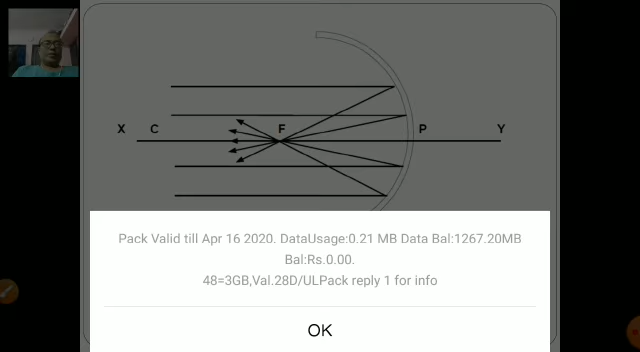 X C F P Y
Pack Valid till Apr 16 2020. DataUsage:0.21 MB Data Bal:1267.20MB
Bal:Rs.0.00.
48=3GB,Val.28D/ULPack reply 1 for info
OK